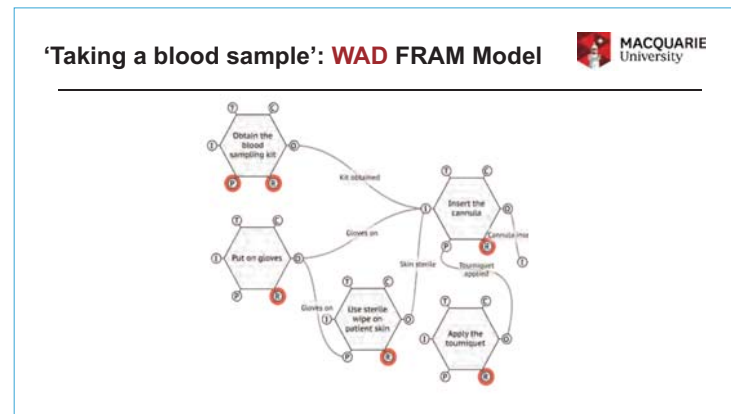 ‘Taking a blood sample’: WAD FRAM Model
MACQUARIE
University
T
C
Obtain the
blood
sampling kit
I
O
P
R
Kit obtained
T
C
Insert the
cannula
I
O
P
R
Cannula inse
I
T
C
Put on gloves
I
O
P
R
Gloves on
Gloves on
Skin sterile
Tourniquet
applied
T
C
Use sterile
wipe on
patient skin
I
O
P
R
T
C
Apply the
tourniquet
I
O
P
R